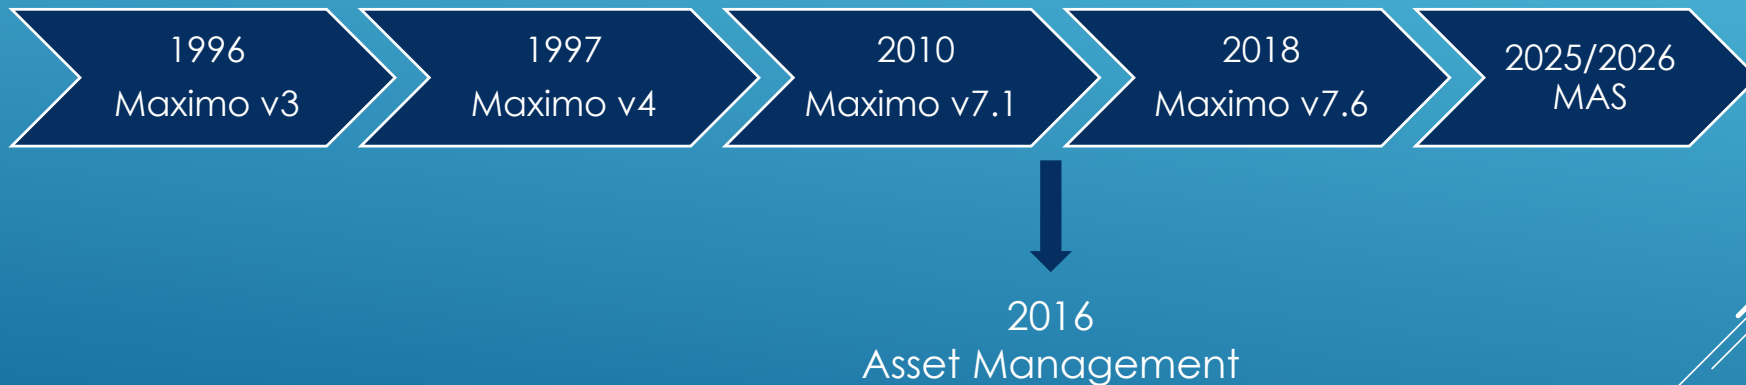 1996
Maximo v3
1997
Maximo v4
2010
Maximo v7.1
2018
Maximo v7.6
2025/2026
MAS
2016
Asset Management